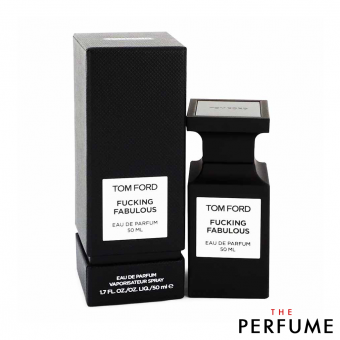 TOM FORD
FUCKING
FABULOUS
EAU DE PARFUM
50 ML
EAU DE PARFUM
VAPORISATEUR SPRAY
1.7 FL.OZ./OZ. LIQ./50 ml ℮
TOM FORD
FUCKING
FABULOUS
EAU DE PARFUM
50 ML
THE
PERFUME